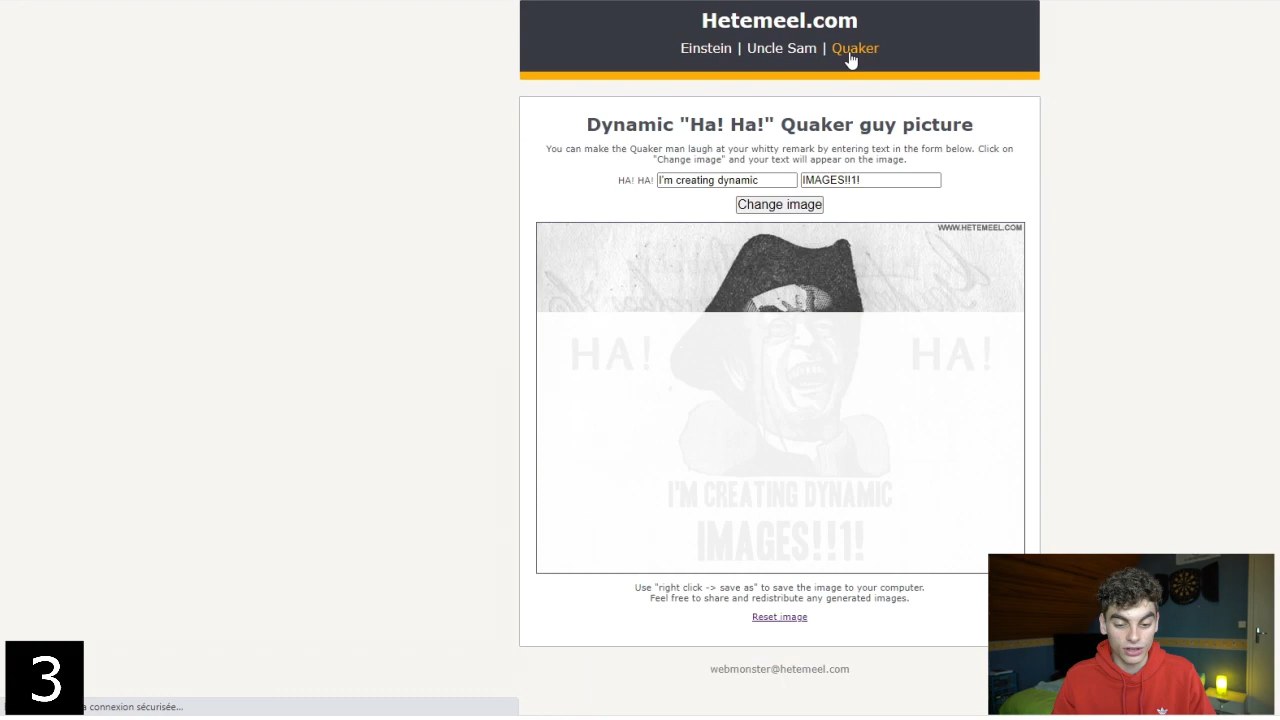 Hetemeel.com
Einstein | Uncle Sam | Quaker
Dynamic "Ha! Ha!" Quaker guy picture
You can make the Quaker man laugh at your whitty remark by entering text in the form below. Click on
"Change image" and your text will appear on the image.
HA! HA! I'm creating dynamic IMAGES!!1!
Change image
WWW.HETEMEEL.COM
HA! HA!
I'M CREATING DYNAMIC
IMAGES!!1!
Use "right click -> save as" to save the image to your computer.
Feel free to share and redistribute any generated images.
Reset image
webmonster@hetemeel.com
3
a connexion sécurisée...